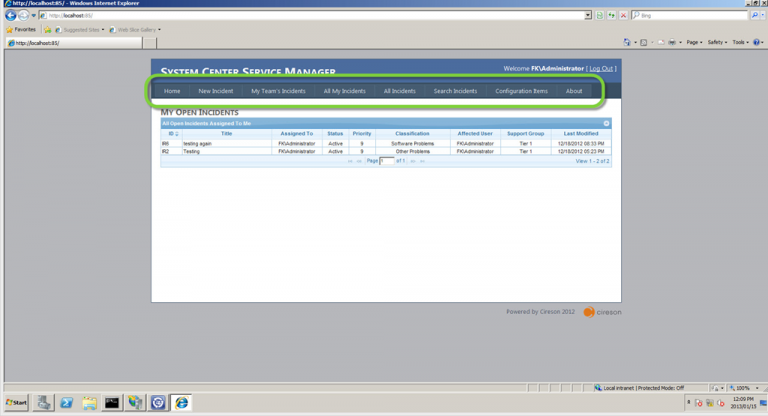 http://localhost:85/ - Windows Internet Explorer
http://localhost:85/
Bing
Favorites Suggested Sites Web Slice Gallery
http://localhost:85/
Page Safety Tools
SYSTEM CENTER SERVICE MANAGER
Welcome FK\Administrator [ Log Out ]
Home New Incident My Team's Incidents All My Incidents All Incidents Search Incidents Configuration Items About
MY OPEN INCIDENTS
All Open Incidents Assigned To Me
ID Title Assigned To Status Priority Classification Affected User Support Group Last Modified
IR6 testing again FK\Administrator Active 9 Software Problems FK\Administrator Tier 1 12/18/2012 08:33 PM
IR2 Testing FK\Administrator Active 9 Other Problems FK\Administrator Tier 1 12/18/2012 05:23 PM
Page 1 of 1
View 1 - 2 of 2
Powered by Cireson 2012 cireson
Local intranet | Protected Mode: Off
100%
Start
12:09 PM
2013/01/15